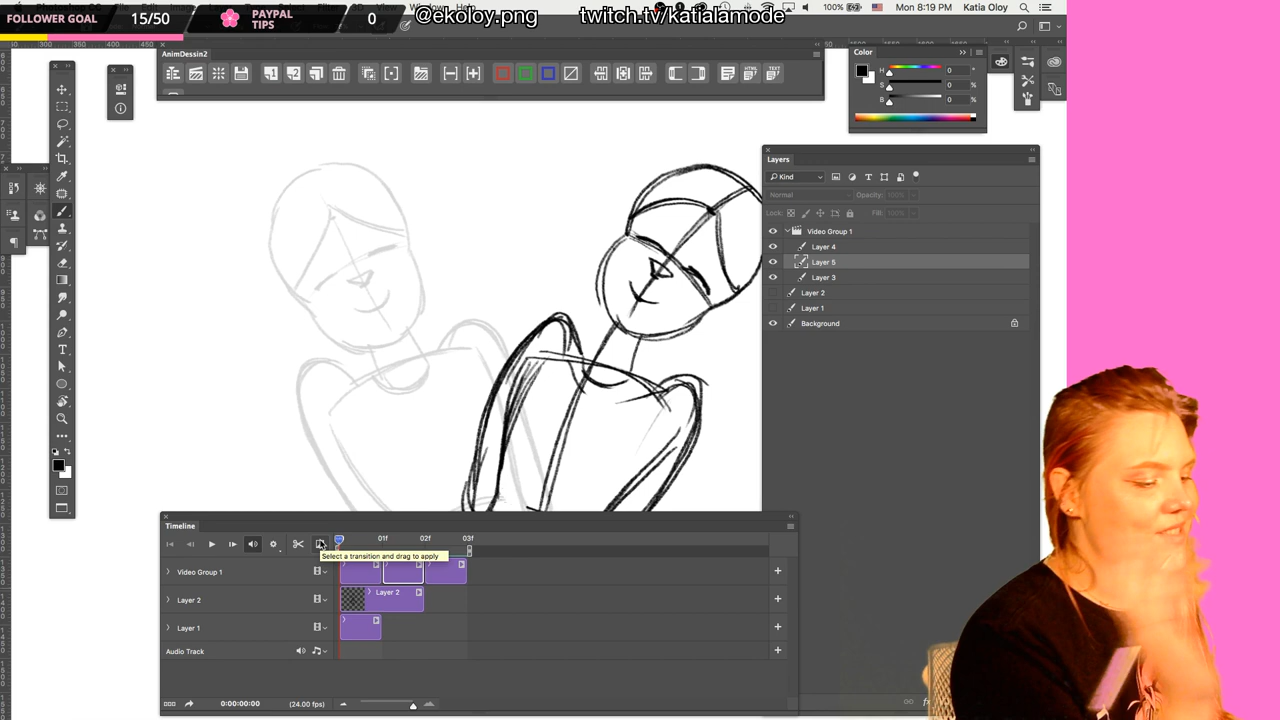 FOLLOWER GOAL 15/50 PAYPAL TIPS 0 @ekoloy.png twitch.tv/katialamode
100% Mon 8:19 PM Katia Oloy
AnimDessin2
Color
H 0 °
S 0 %
B 0 %
Layers
Kind
Normal Opacity: 100%
Lock: Fill: 100%
Video Group 1
Layer 4
Layer 5
Layer 3
Layer 2
Layer 1
Background
Timeline
01f 02f 03f
Select a transition and drag to apply
Video Group 1
Layer 2 Layer 2
Layer 1
Audio Track
0:00:00:00 (24.00 fps)